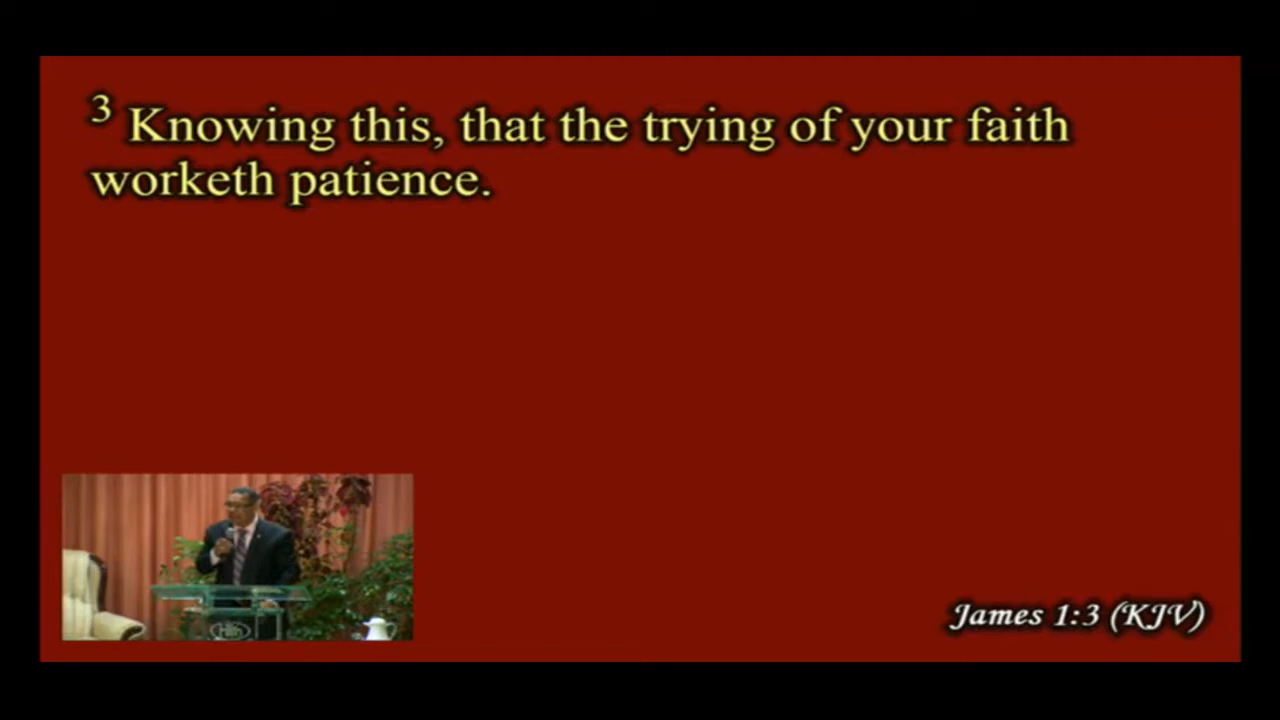 3 Knowing this, that the trying of your faith
worketh patience.
James 1:3 (KJV)